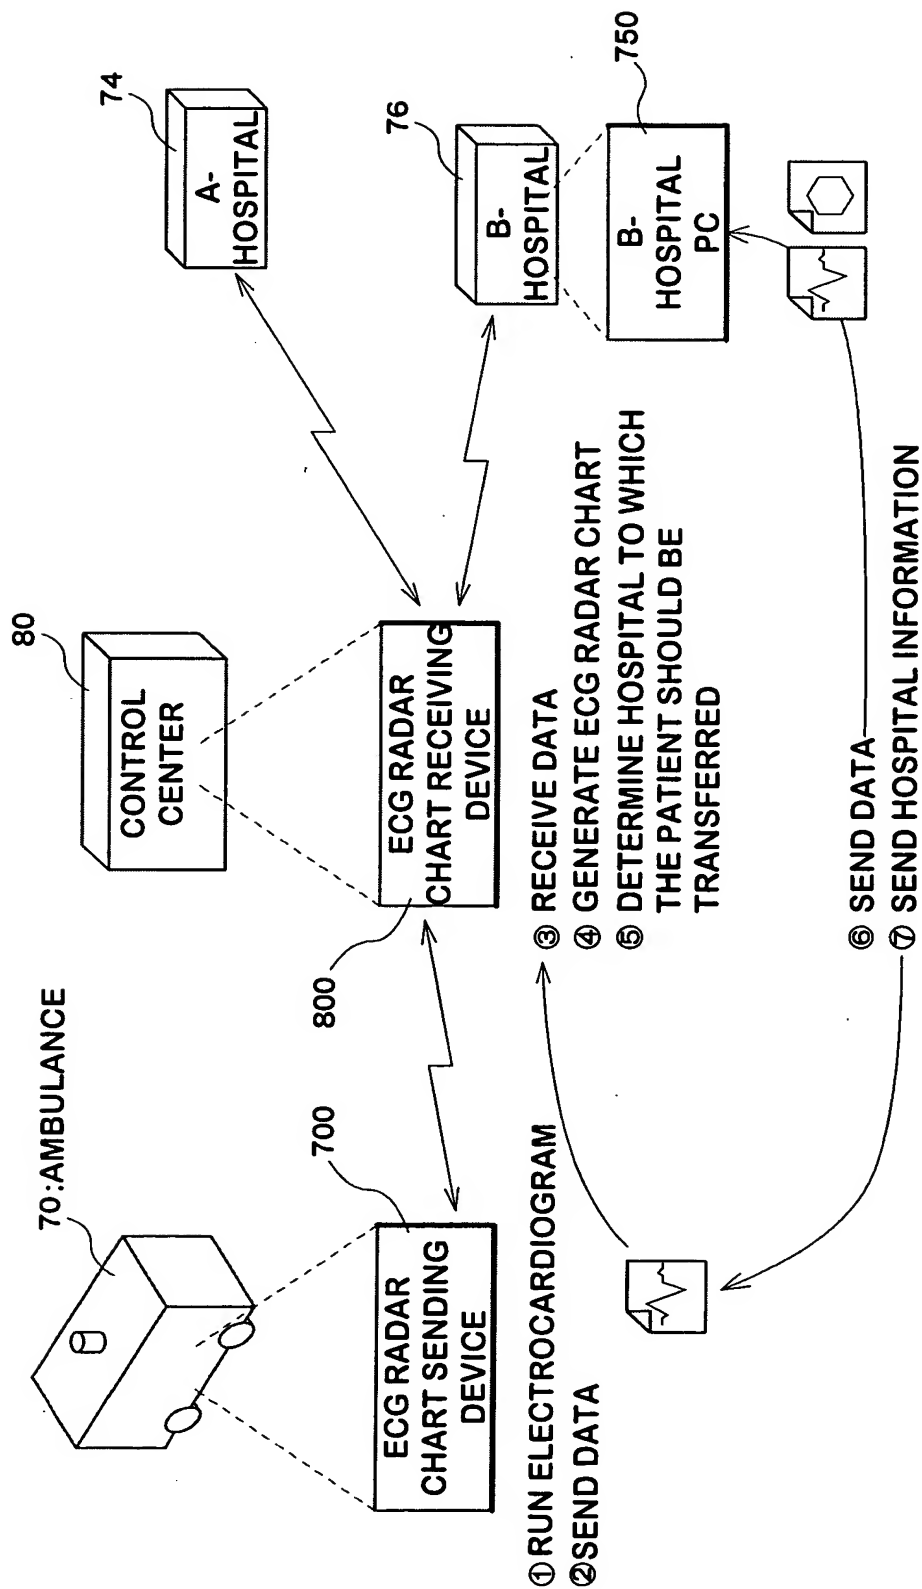 70:AMBULANCE
700
ECG RADAR
CHART SENDING
DEVICE
① RUN ELECTROCARDIOGRAM
② SEND DATA
80
CONTROL
CENTER
800
ECG RADAR
CHART RECEIVING
DEVICE
③ RECEIVE DATA
④ GENERATE ECG RADAR CHART
⑤ DETERMINE HOSPITAL TO WHICH
THE PATIENT SHOULD BE
TRANSFERRED
⑥ SEND DATA
⑦ SEND HOSPITAL INFORMATION
74
A-
HOSPITAL
76
B-
HOSPITAL
750
B-
HOSPITAL
PC